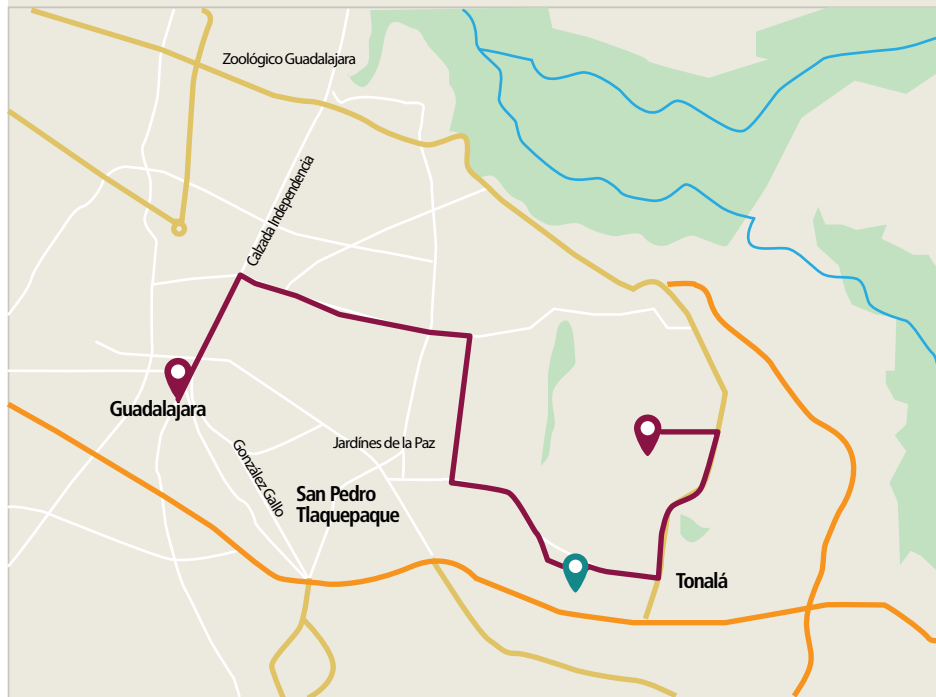 Zoológico Guadalajara
Calzada Independencia
Guadalajara
Jardínes de la Paz
González Gallo
San Pedro
Tlaquepaque
Tonalá